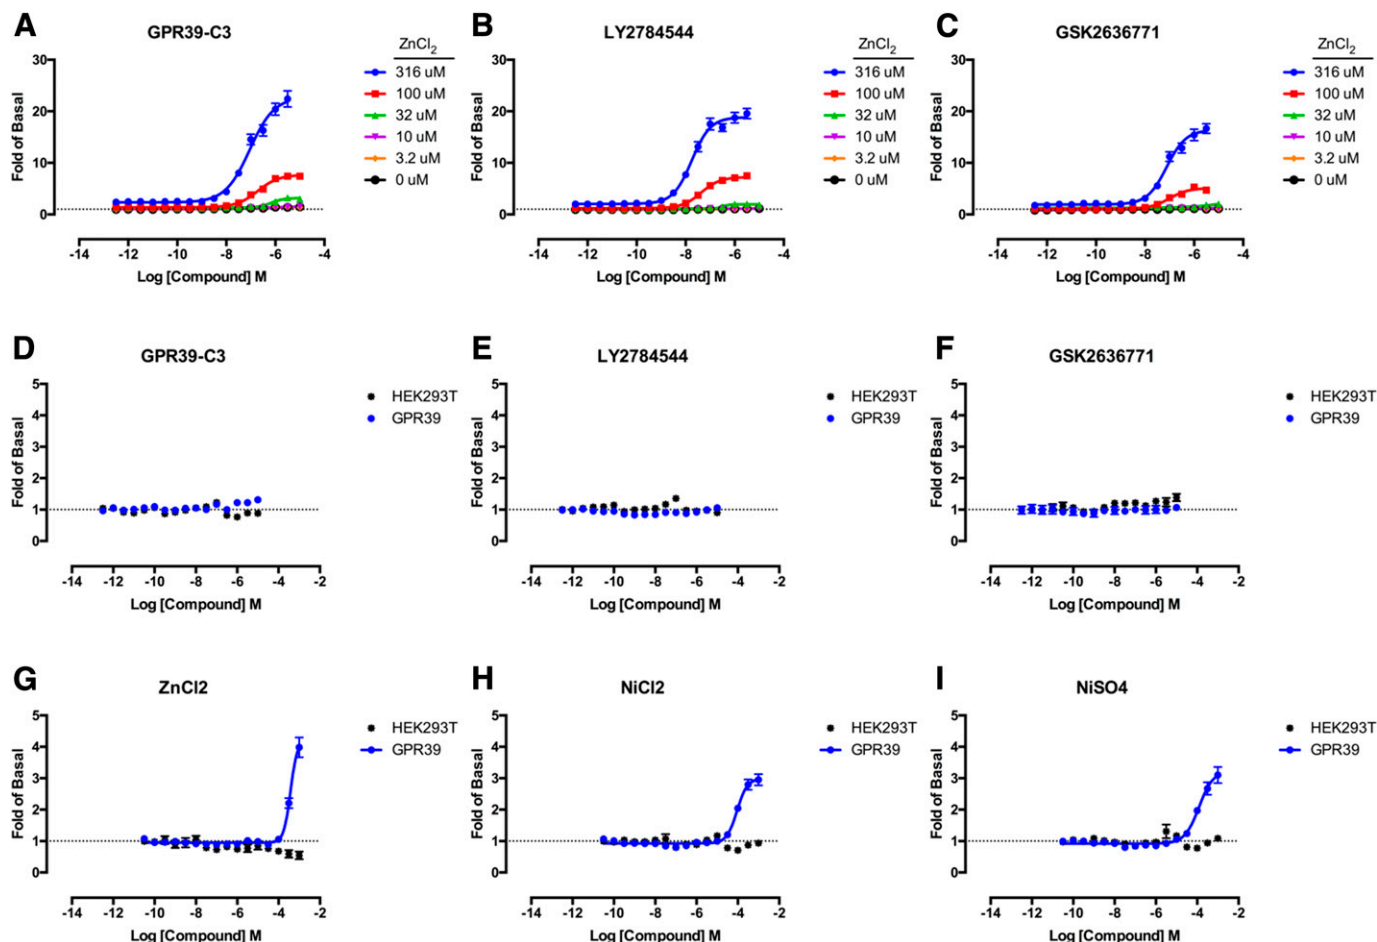 A
GPR39-C3
ZnCl2
30
20
10
0
Fold of Basal
316 uM
100 uM
32 uM
10 uM
3.2 uM
0 uM
-14 -12 -10 -8 -6 -4
Log [Compound] M
B
LY2784544
ZnCl2
30
20
10
0
Fold of Basal
316 uM
100 uM
32 uM
10 uM
3.2 uM
0 uM
-14 -12 -10 -8 -6 -4
Log [Compound] M
C
GSK2636771
ZnCl2
30
20
10
0
Fold of Basal
316 uM
100 uM
32 uM
10 uM
3.2 uM
0 uM
-14 -12 -10 -8 -6 -4
Log [Compound] M
D
GPR39-C3
5
4
3
2
1
0
Fold of Basal
HEK293T
GPR39
-14 -12 -10 -8 -6 -4 -2
Log [Compound] M
E
LY2784544
5
4
3
2
1
0
Fold of Basal
HEK293T
GPR39
-14 -12 -10 -8 -6 -4 -2
Log [Compound] M
F
GSK2636771
5
4
3
2
1
0
Fold of Basal
HEK293T
GPR39
-14 -12 -10 -8 -6 -4 -2
Log [Compound] M
G
ZnCl2
5
4
3
2
1
0
Fold of Basal
HEK293T
GPR39
-14 -12 -10 -8 -6 -4 -2
Log [Compound] M
H
NiCl2
5
4
3
2
1
0
Fold of Basal
HEK293T
GPR39
-14 -12 -10 -8 -6 -4 -2
Log [Compound] M
I
NiSO4
5
4
3
2
1
0
Fold of Basal
HEK293T
GPR39
-14 -12 -10 -8 -6 -4 -2
Log [Compound] M